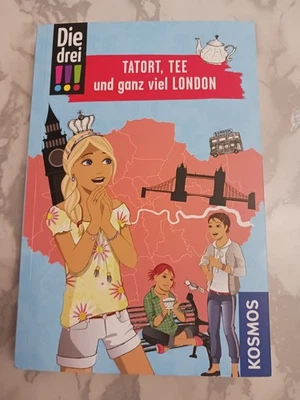 Die
drei
!!!
TATORT, TEE
und ganz viel LONDON
KOSMOS